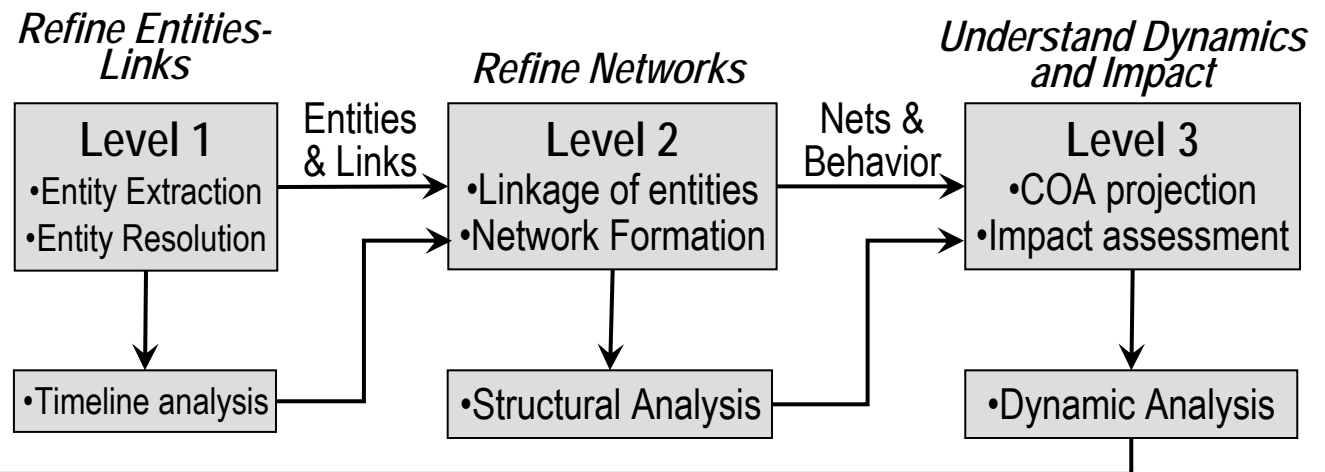 Refine Entities-
Links
Refine Networks
Understand Dynamics
and Impact
Level 1
•Entity Extraction
•Entity Resolution
Entities
& Links
Level 2
•Linkage of entities
•Network Formation
Nets &
Behavior
Level 3
•COA projection
•Impact assessment
•Timeline analysis
•Structural Analysis
•Dynamic Analysis